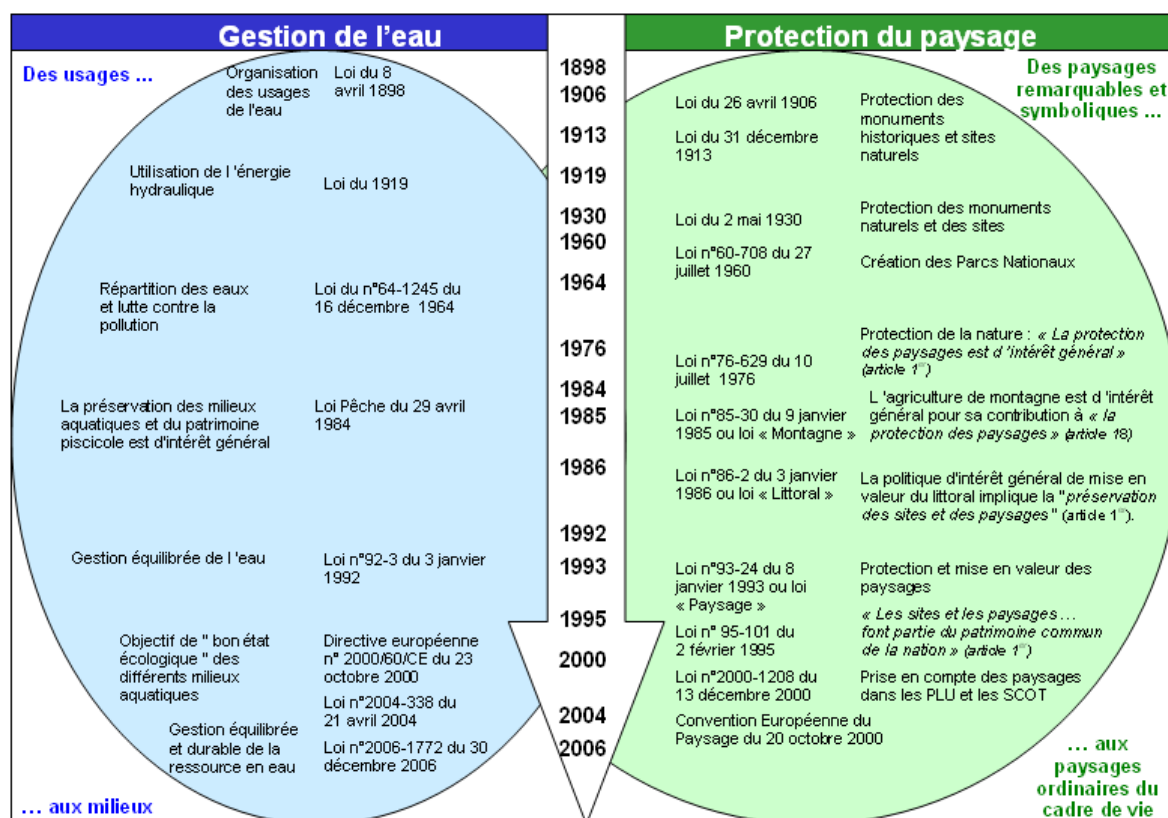 Gestion de l'eau
Protection du paysage
Des usages ...
Organisation
des usages
de l'eau
Loi du 8
avril 1898
Utilisation de l 'énergie
hydraulique
Loi du 1919
Répartition des eaux
et lutte contre la
pollution
Loi du n°64-1245 du
16 décembre 1964
La préservation des milieux
aquatiques et du patrimoine
piscicole est d'intérêt général
Loi Pêche du 29 avril
1984
Gestion équilibrée de l 'eau
Loi n°92-3 du 3 janvier
1992
Objectif de " bon état
écologique " des
différents milieux
aquatiques
Directive européenne
n° 2000/60/CE du 23
octobre 2000
Loi n°2004-338 du
21 avril 2004
Gestion équilibrée
et durable de la
ressource en eau
Loi n°2006-1772 du 30
décembre 2006
... aux milieux
1898
1906
1913
1919
1930
1960
1964
1976
1984
1985
1986
1992
1993
1995
2000
2004
2006
Des paysages
remarquables et
symboliques ...
Loi du 26 avril 1906
Loi du 31 décembre
1913
Protection des
monuments
historiques et sites
naturels
Loi du 2 mai 1930
Protection des monuments
naturels et des sites
Loi n°60-708 du 27
juillet 1960
Création des Parcs Nationaux
Loi n°76-629 du 10
juillet 1976
Protection de la nature : « La protection
des paysages est d 'intérêt général »
(article 1er)
Loi n°85-30 du 9 janvier
1985 ou loi « Montagne »
L 'agriculture de montagne est d 'intérêt
général pour sa contribution à « la
protection des paysages » (article 18)
Loi n°86-2 du 3 janvier
1986 ou loi « Littoral »
La politique d'intérêt général de mise en
valeur du littoral implique la "préservation
des sites et des paysages" (article 1er).
Loi n°93-24 du 8
janvier 1993 ou loi
« Paysage »
Protection et mise en valeur des
paysages
Loi n° 95-101 du
2 février 1995
« Les sites et les paysages ...
font partie du patrimoine commun
de la nation » (article 1er)
Loi n°2000-1208 du
13 décembre 2000
Prise en compte des paysages
dans les PLU et les SCOT
Convention Européenne du
Paysage du 20 octobre 2000
... aux
paysages
ordinaires du
cadre de vie